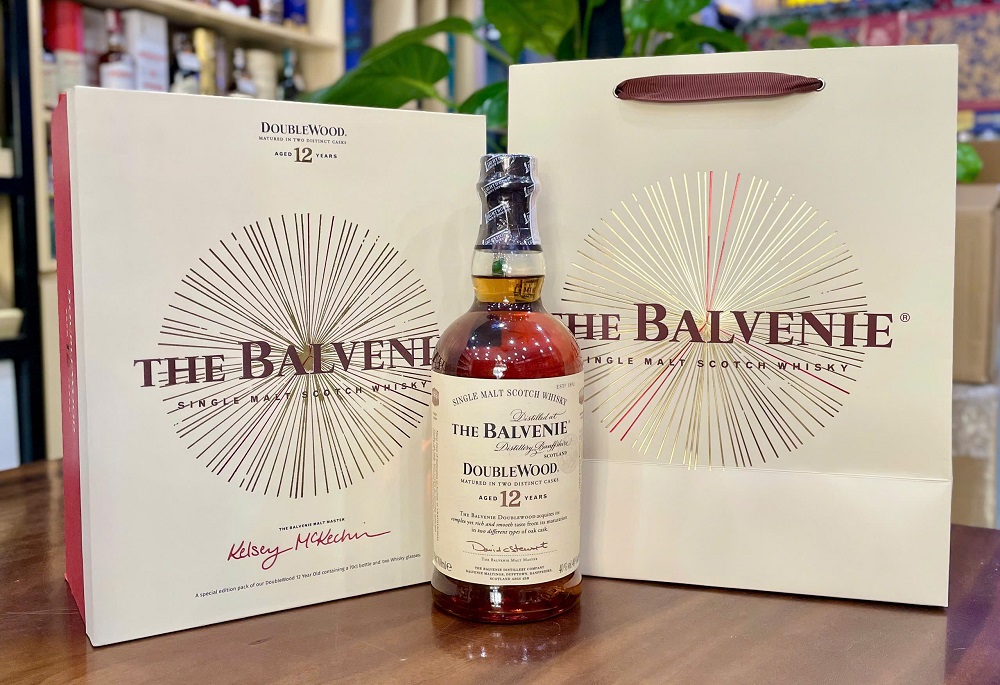 DOUBLEWOOD.
MATURED IN TWO DISTINCT CASKS
AGED 12 YEARS
THE BALVENI
SINGLE MALT SCOTCH WHISKY
THE BALVENIE MALT MASTER
Kelsey McKechnie
A special edition pack of our DoubleWood 12 Year Old containing a 70cl bottle and two Whisky glasses.
SINGLE MALT SCOTCH WHISKY
Distilled at
THE BALVENIE®
Distillery Banffshire
SCOTLAND
DOUBLEWOOD.
MATURED IN TWO DISTINCT CASKS
AGED 12 YEARS
THE BALVENIE DOUBLEWOOD acquires its
complex yet rich and smooth taste from its maturation
in two different types of oak cask.
David C Stewart
THE BALVENIE MALT MASTER
THE BALVENIE DISTILLERY COMPANY
BALVENIE MALTINGS, DUFFTOWN, BANFFSHIRE
SCOTLAND AB55 4BB
THE BALVENIE®
SINGLE MALT SCOTCH WHISKY